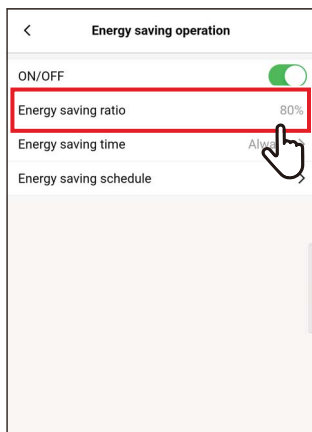 Energy saving operation
ON/OFF
Energy saving ratio 80%
Energy saving time
Energy saving schedule